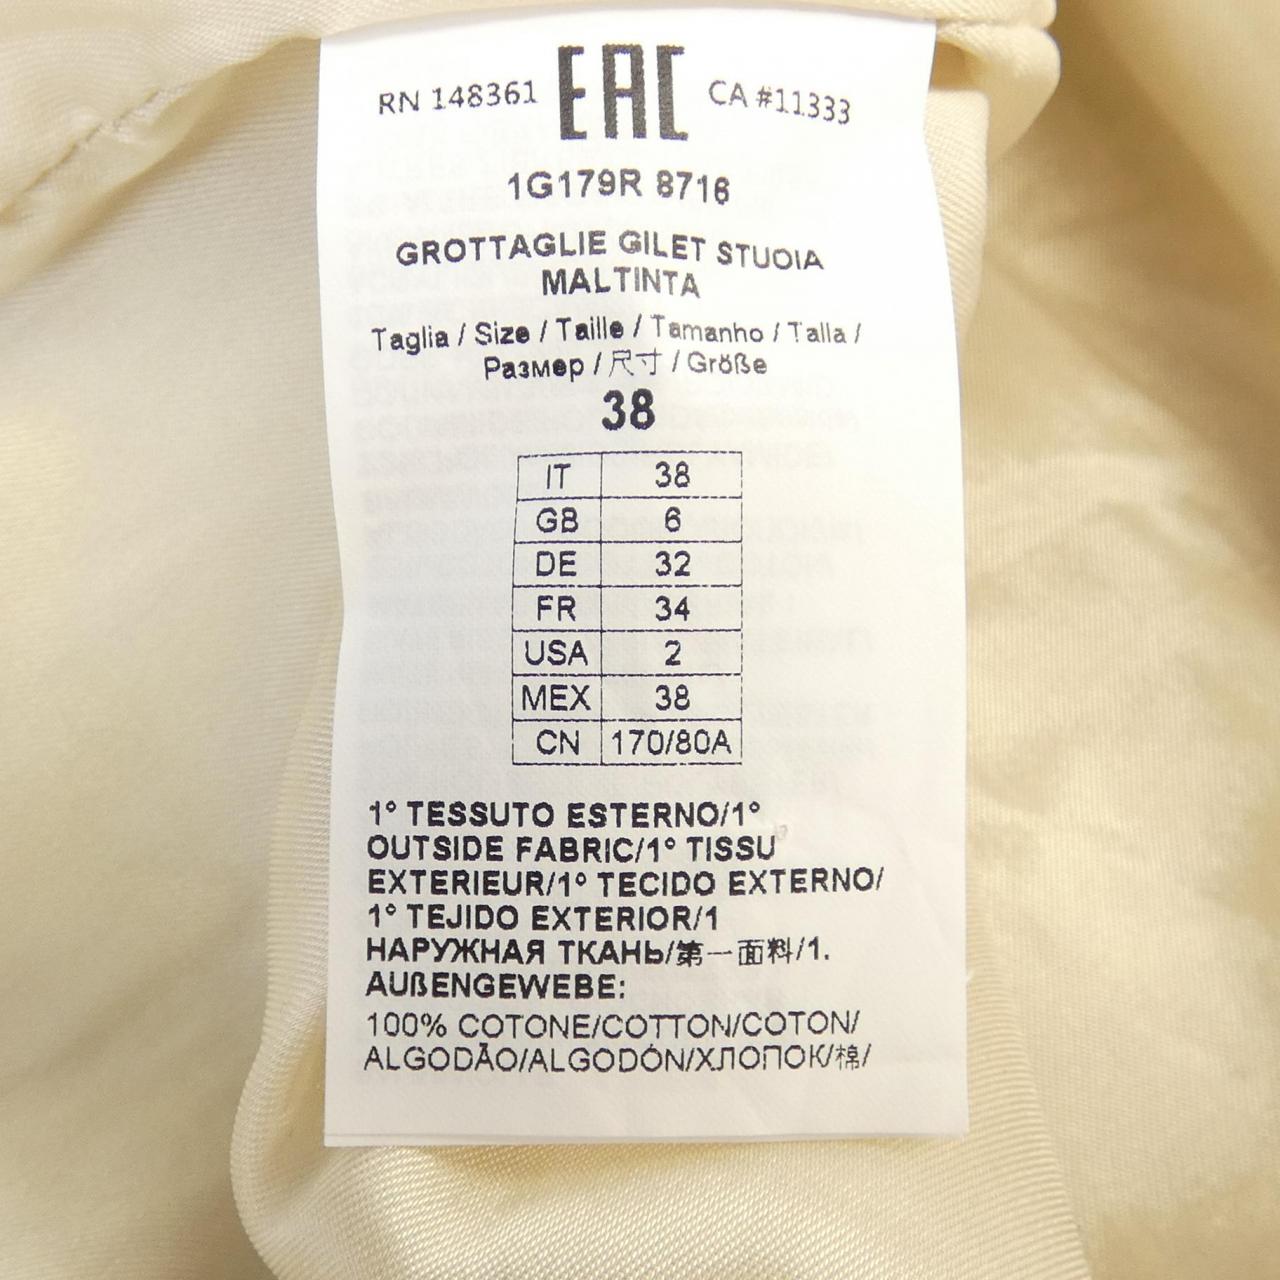 RN 148361 EAC CA #11333
1G179R 8716
GROTTAGLIE GILET STUOIA
MALTINTA
Taglia / Size / Taille / Tamanho / Talla /
Размер / 尺寸 / Größe
38
IT 38
GB 6
DE 32
FR 34
USA 2
MEX 38
CN 170/80A
1° TESSUTO ESTERNO/1°
OUTSIDE FABRIC/1° TISSU
EXTERIEUR/1° TECIDO EXTERNO/
1° TEJIDO EXTERIOR/1
НАРУЖНАЯ ТКАНЬ/第一面料/1.
AUßENGEWEBE:
100% COTONE/COTTON/COTON/
ALGODÃO/ALGODÓN/ХЛОПОК/棉/